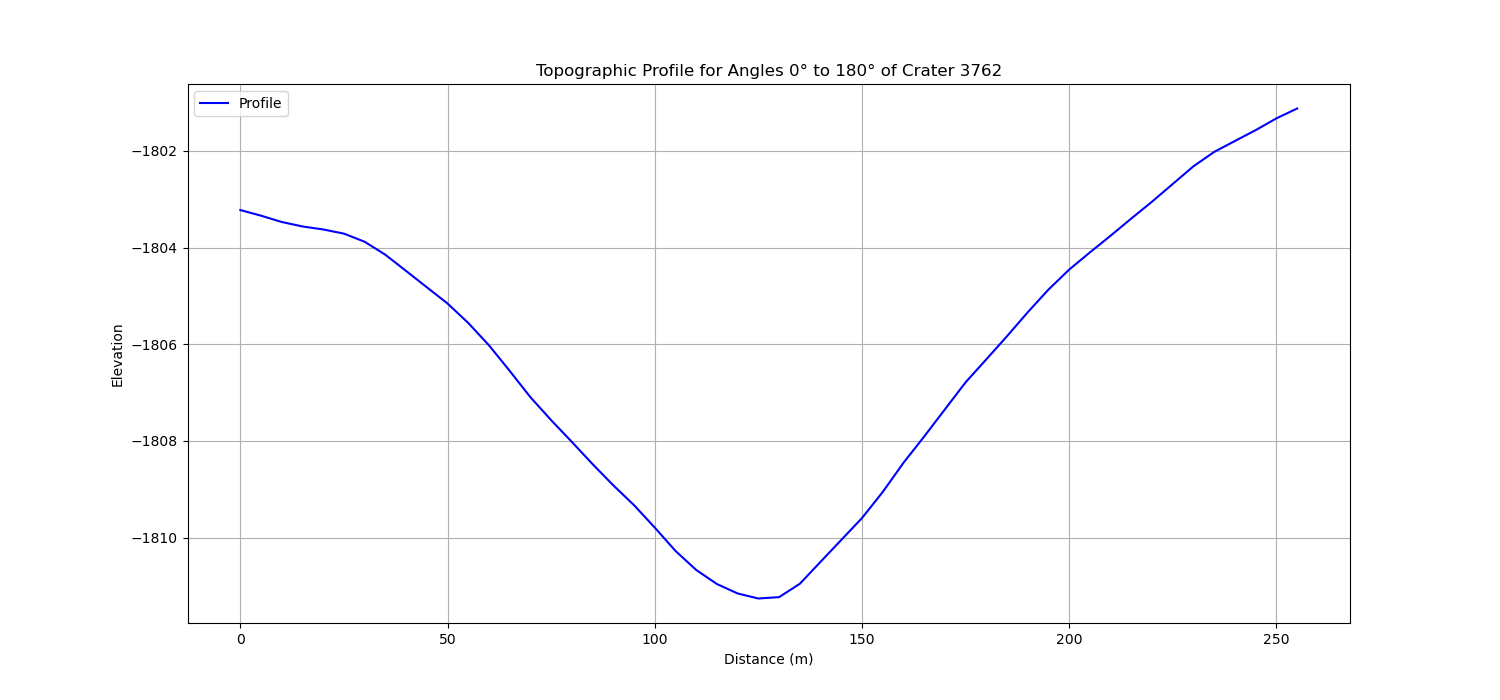 Topographic Profile for Angles 0° to 180° of Crater 3762
Profile
−1802
−1804
−1806
−1808
−1810
Elevation
0 50 100 150 200 250
Distance (m)